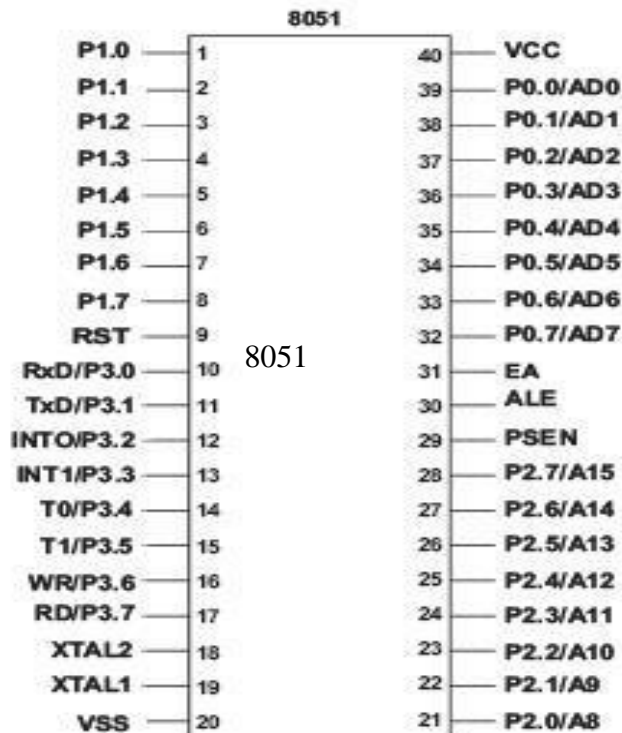 8051
P1.0 1 40 VCC
P1.1 2 39 P0.0/AD0
P1.2 3 38 P0.1/AD1
P1.3 4 37 P0.2/AD2
P1.4 5 36 P0.3/AD3
P1.5 6 35 P0.4/AD4
P1.6 7 34 P0.5/AD5
P1.7 8 33 P0.6/AD6
RST 9 32 P0.7/AD7
8051
RxD/P3.0 10 31 EA
TxD/P3.1 11 30 ALE
INTO/P3.2 12 29 PSEN
INT1/P3.3 13 28 P2.7/A15
T0/P3.4 14 27 P2.6/A14
T1/P3.5 15 26 P2.5/A13
WR/P3.6 16 25 P2.4/A12
RD/P3.7 17 24 P2.3/A11
XTAL2 18 23 P2.2/A10
XTAL1 19 22 P2.1/A9
VSS 20 21 P2.0/A8